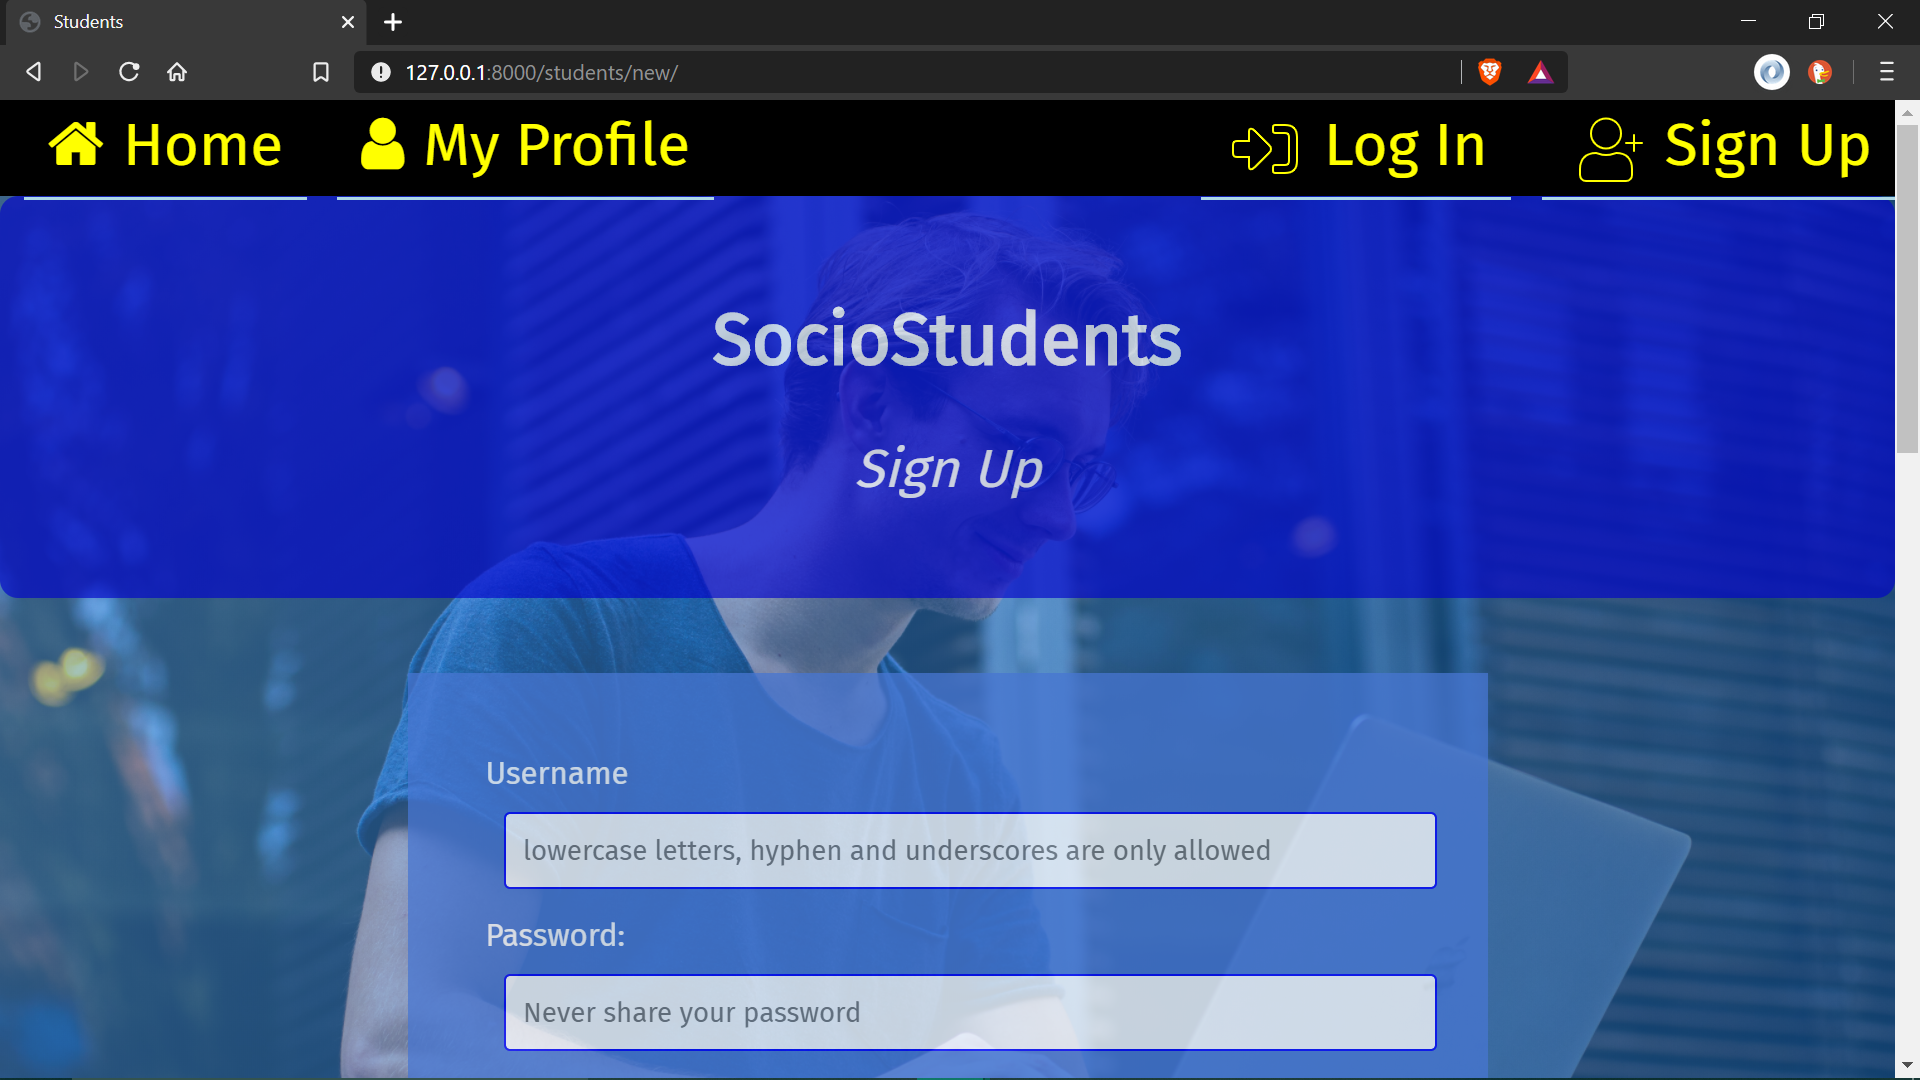 Students
127.0.0.1:8000/students/new/
Home My Profile Log In Sign Up
SocioStudents
Sign Up
Username
lowercase letters, hyphen and underscores are only allowed
Password:
Never share your password